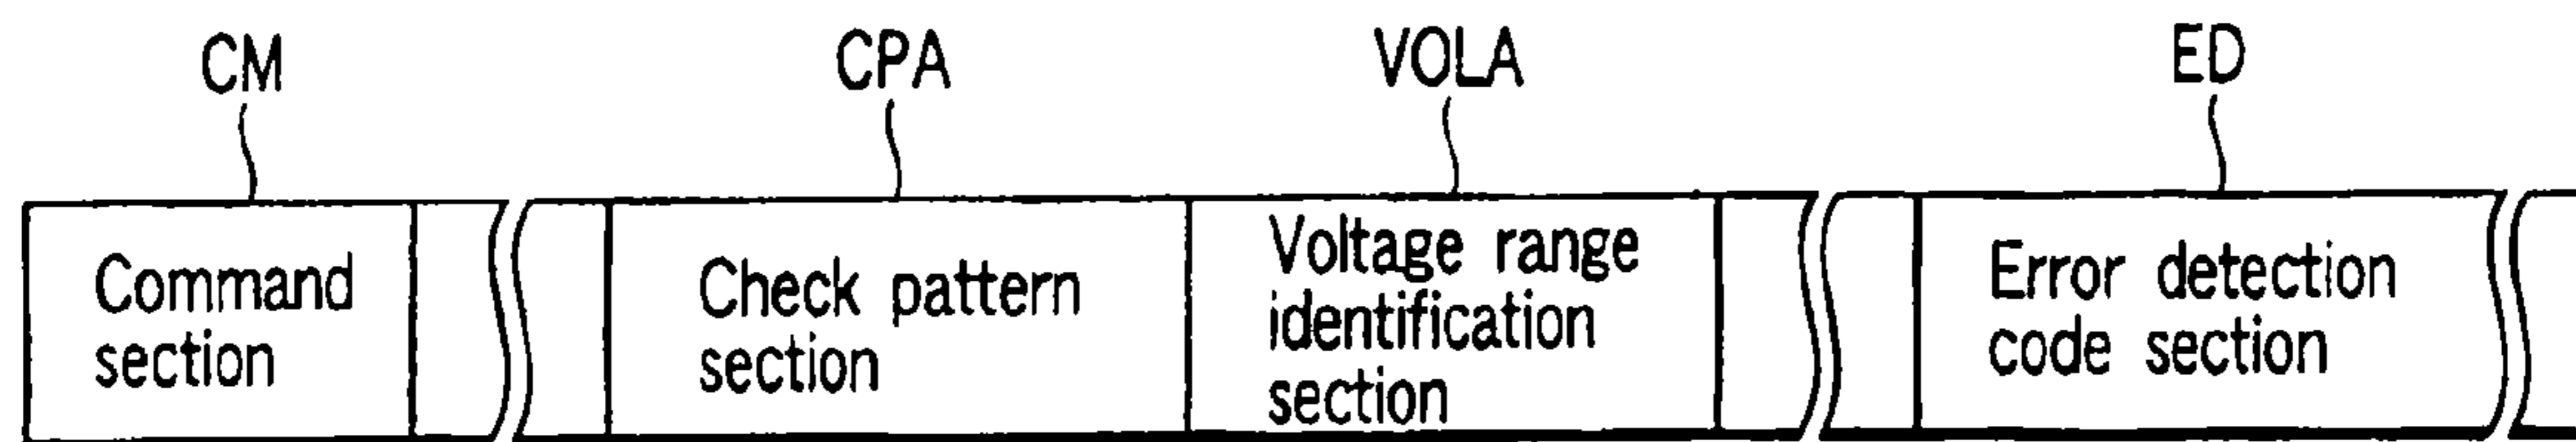 CM
CPA
VOLA
ED
Command
section
Check pattern
section
Voltage range
identification
section
Error detection
code section